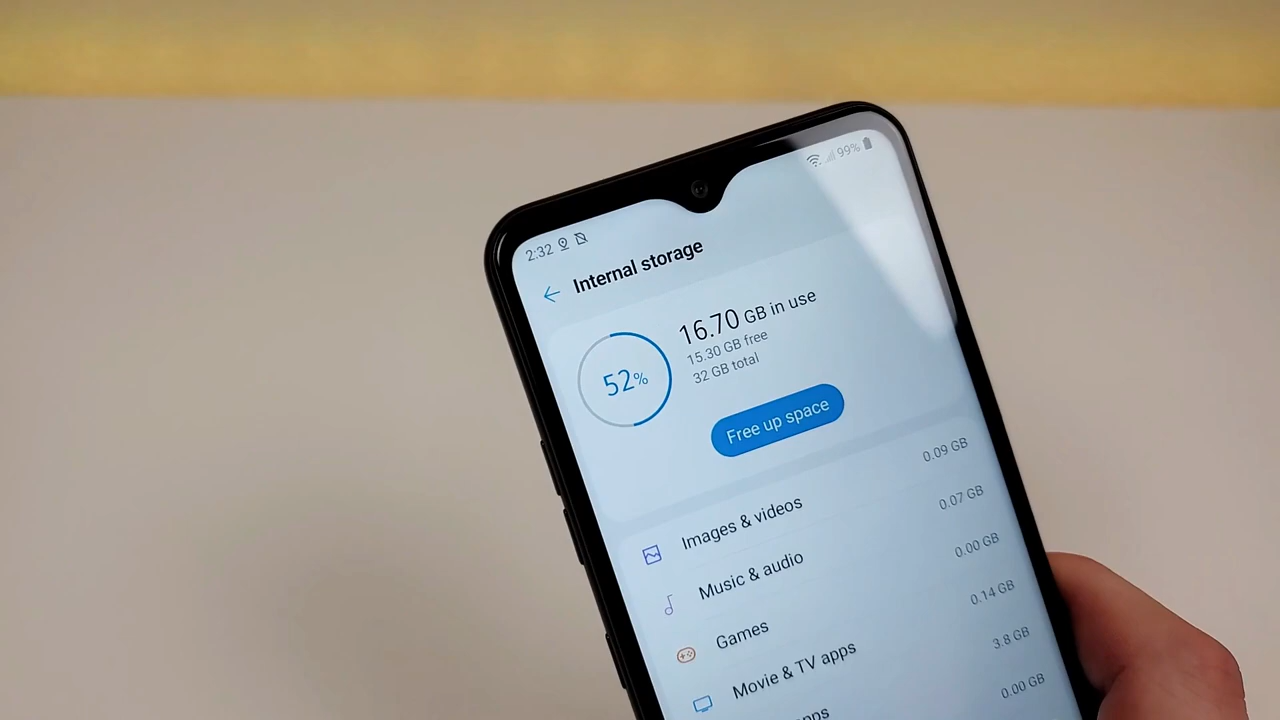 2:32 99%
Internal storage
52%
16.70 GB in use
15.30 GB free
32 GB total
Free up space
Images & videos 0.09 GB
Music & audio 0.07 GB
Games 0.00 GB
Movie & TV apps 0.14 GB
apps 3.8 GB
0.00 GB